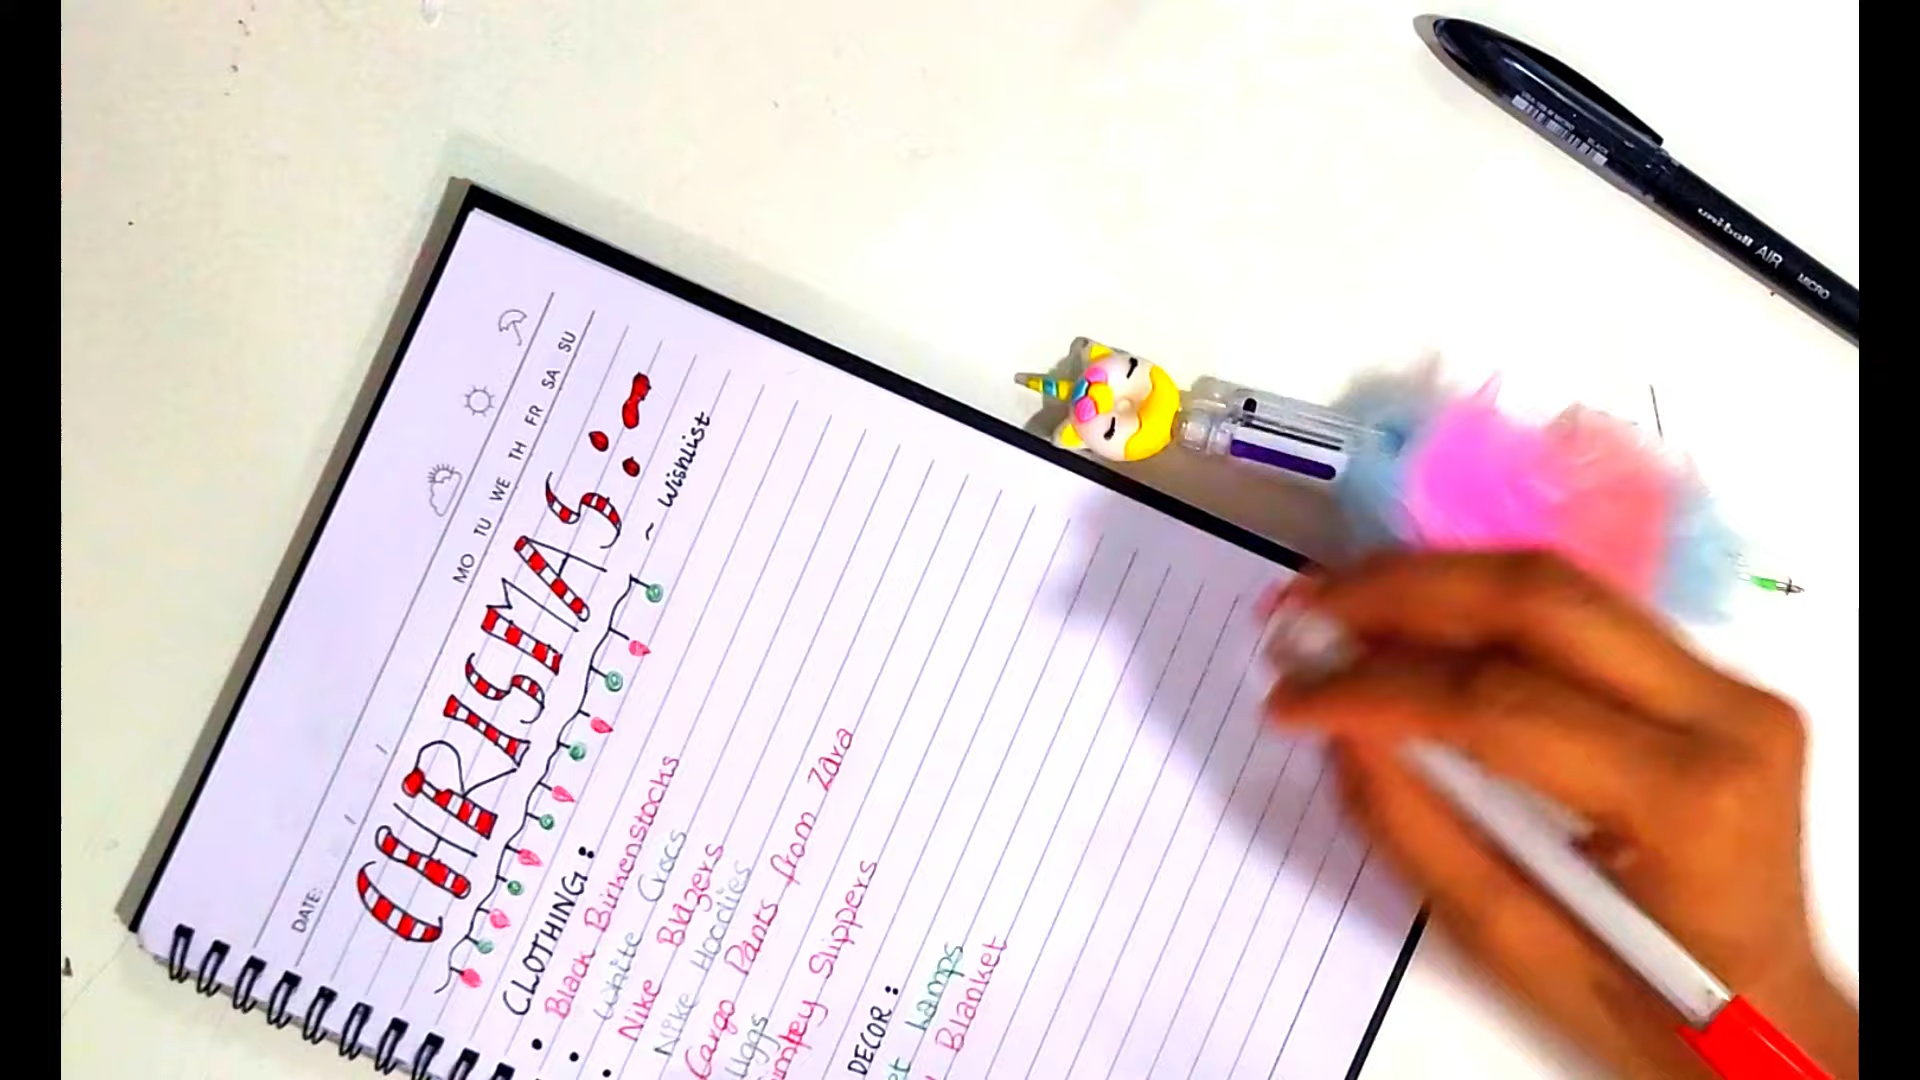 DATE:
MO TU WE TH FR SA SU
CHRISMAS:
~ Wishlist
CLOTHING:
• Black Birkenstocks
• White Crocs
• Nike Blazers
Nike Hoodies
Cargo Pants from Zara
Uggs
Slippers
DECOR:
Lamps
Blanket
uni-ball AIR MICRO